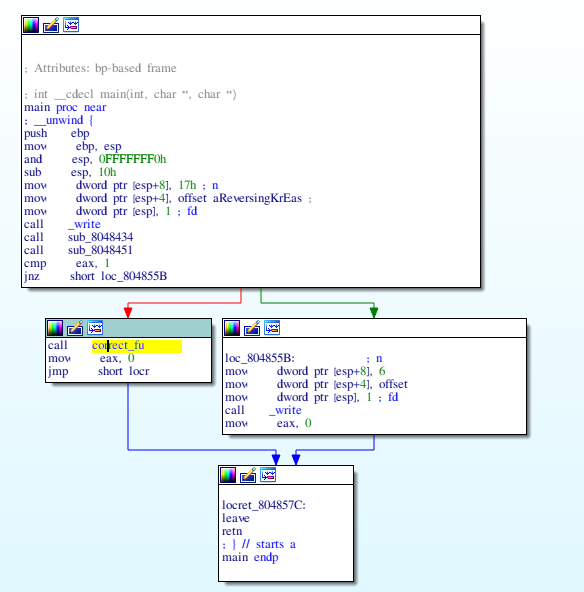 ; Attributes: bp-based frame
; int __cdecl main(int, char **, char **)
main proc near
; __unwind {
push ebp
mov ebp, esp
and esp, 0FFFFFFF0h
sub esp, 10h
mov dword ptr [esp+8], 17h ; n
mov dword ptr [esp+4], offset aReversingKrEas ;
mov dword ptr [esp], 1 ; fd
call _write
call sub_8048434
call sub_8048451
cmp eax, 1
jnz short loc_804855B
call correct_fu
mov eax, 0
jmp short locr
loc_804855B: ; n
mov dword ptr [esp+8], 6
mov dword ptr [esp+4], offset
mov dword ptr [esp], 1 ; fd
call _write
mov eax, 0
locret_804857C:
leave
retn
; } // starts a
main endp